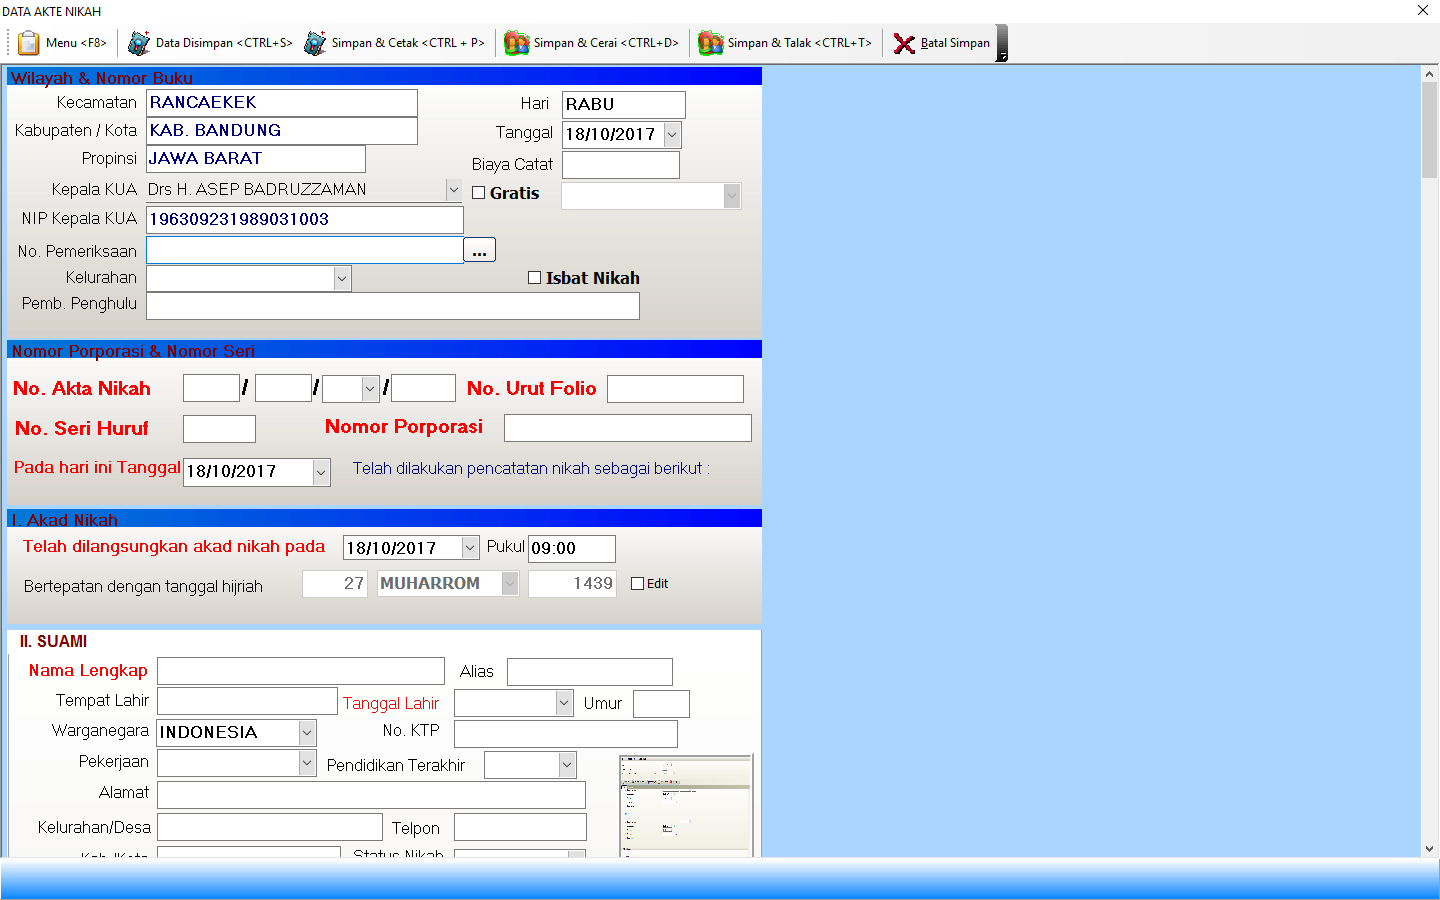 DATA AKTE NIKAH
Menu <F8> Data Disimpan <CTRL+S> Simpan & Cetak <CTRL + P> Simpan & Cerai <CTRL+D> Simpan & Talak <CTRL+T> Batal Simpan
Wilayah & Nomor Buku
Kecamatan RANCAEKEK Hari RABU
Kabupaten / Kota KAB. BANDUNG Tanggal 18/10/2017
Propinsi JAWA BARAT Biaya Catat
Kepala KUA Drs H. ASEP BADRUZZAMAN Gratis
NIP Kepala KUA 196309231989031003
No. Pemeriksaan ...
Kelurahan Isbat Nikah
Pemb. Penghulu
Nomor Porporasi & Nomor Seri
No. Akta Nikah / / / No. Urut Folio
No. Seri Huruf Nomor Porporasi
Pada hari ini Tanggal 18/10/2017 Telah dilakukan pencatatan nikah sebagai berikut :
I. Akad Nikah
Telah dilangsungkan akad nikah pada 18/10/2017 Pukul 09:00
Bertepatan dengan tanggal hijriah 27 MUHARROM 1439 Edit
II. SUAMI
Nama Lengkap Alias
Tempat Lahir Tanggal Lahir Umur
Warganegara INDONESIA No. KTP
Pekerjaan Pendidikan Terakhir
Alamat
Kelurahan/Desa Telpon
Kab./Kota Status Nikah